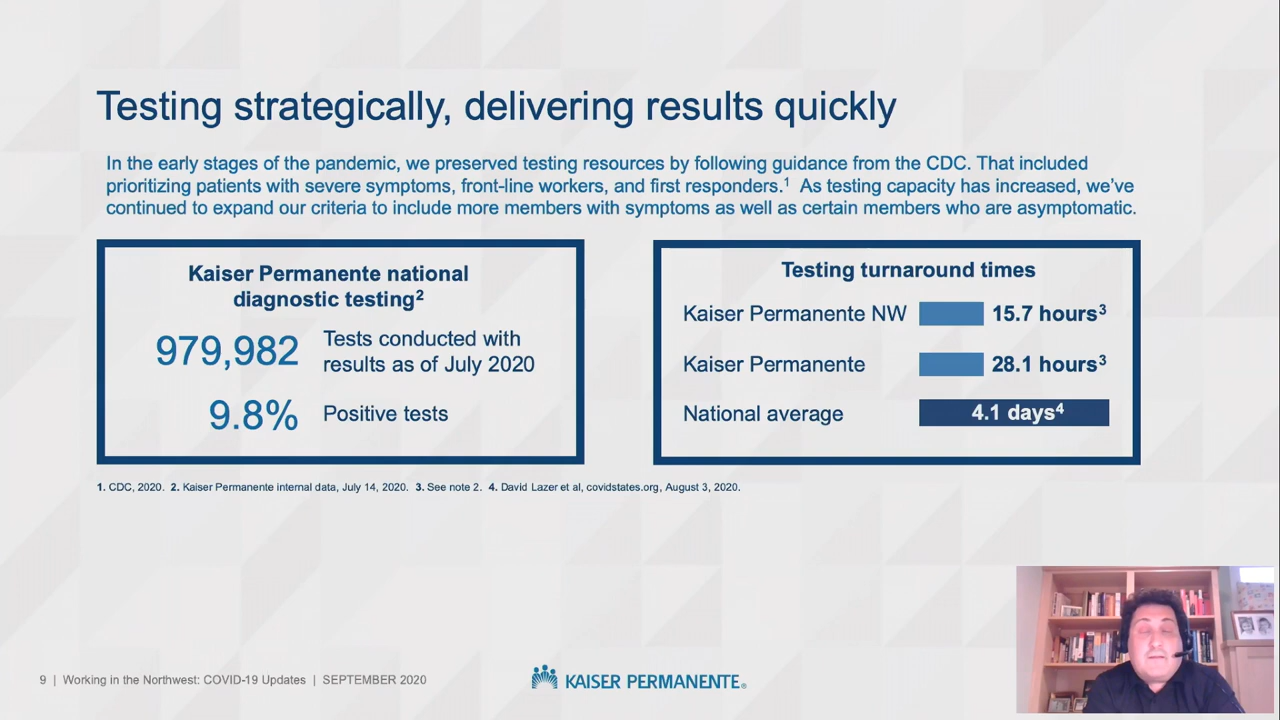 Testing strategically, delivering results quickly
In the early stages of the pandemic, we preserved testing resources by following guidance from the CDC. That included
prioritizing patients with severe symptoms, front-line workers, and first responders.¹ As testing capacity has increased, we've
continued to expand our criteria to include more members with symptoms as well as certain members who are asymptomatic.
Kaiser Permanente national
diagnostic testing²
979,982 Tests conducted with
results as of July 2020
9.8% Positive tests
Testing turnaround times
Kaiser Permanente NW 15.7 hours³
Kaiser Permanente 28.1 hours³
National average 4.1 days⁴
1. CDC, 2020. 2. Kaiser Permanente internal data, July 14, 2020. 3. See note 2. 4. David Lazer et al, covidstates.org, August 3, 2020.
9 | Working in the Northwest: COVID-19 Updates | SEPTEMBER 2020
KAISER PERMANENTE®